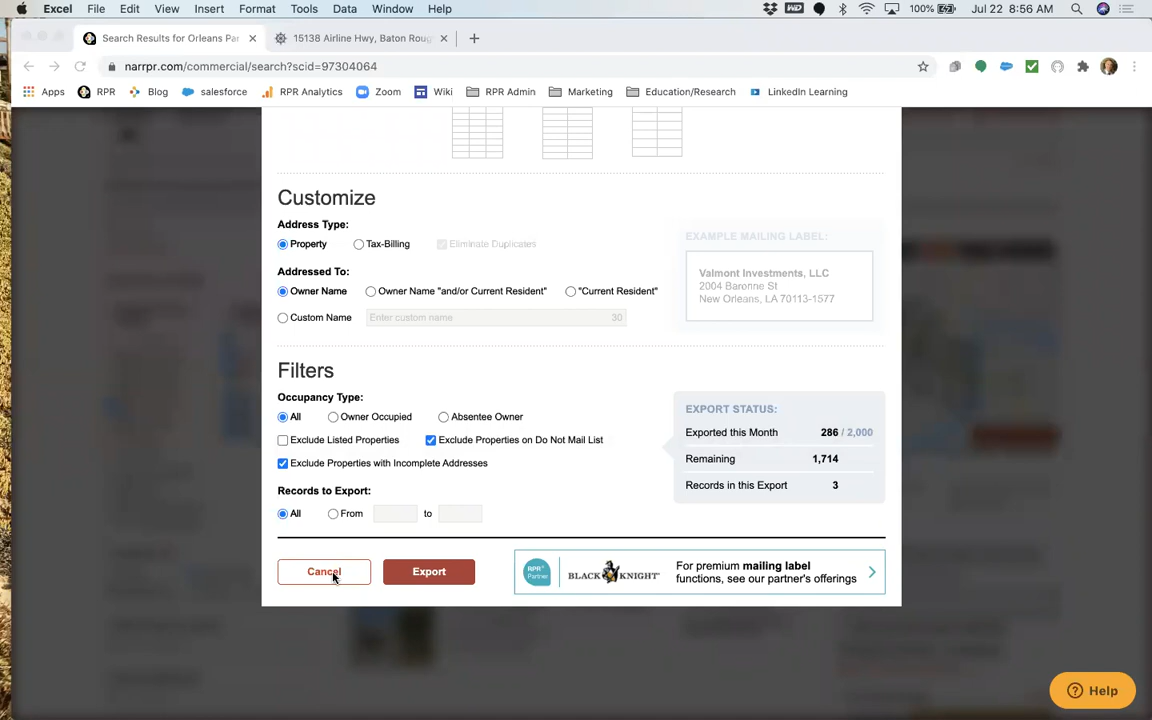 Excel File Edit View Insert Format Tools Data Window Help 100% Jul 22 8:56 AM
Search Results for Orleans Par 15138 Airline Hwy, Baton Roug
narrpr.com/commercial/search?scid=97304064
Apps RPR Blog salesforce RPR Analytics Zoom Wiki RPR Admin Marketing Education/Research LinkedIn Learning
Customize
Address Type:
Property Tax-Billing Eliminate Duplicates
EXAMPLE MAILING LABEL:
Addressed To:
Valmont Investments, LLC
2004 Baronne St
New Orleans, LA 70113-1577
Owner Name Owner Name "and/or Current Resident" "Current Resident"
Custom Name Enter custom name 30
Filters
Occupancy Type:
All Owner Occupied Absentee Owner
Exclude Listed Properties Exclude Properties on Do Not Mail List
Exclude Properties with Incomplete Addresses
EXPORT STATUS:
Exported this Month 286 / 2,000
Remaining 1,714
Records in this Export 3
Records to Export:
All From to
Cancel Export
RPR Partner BLACK KNIGHT
For premium mailing label
functions, see our partner's offerings
Help